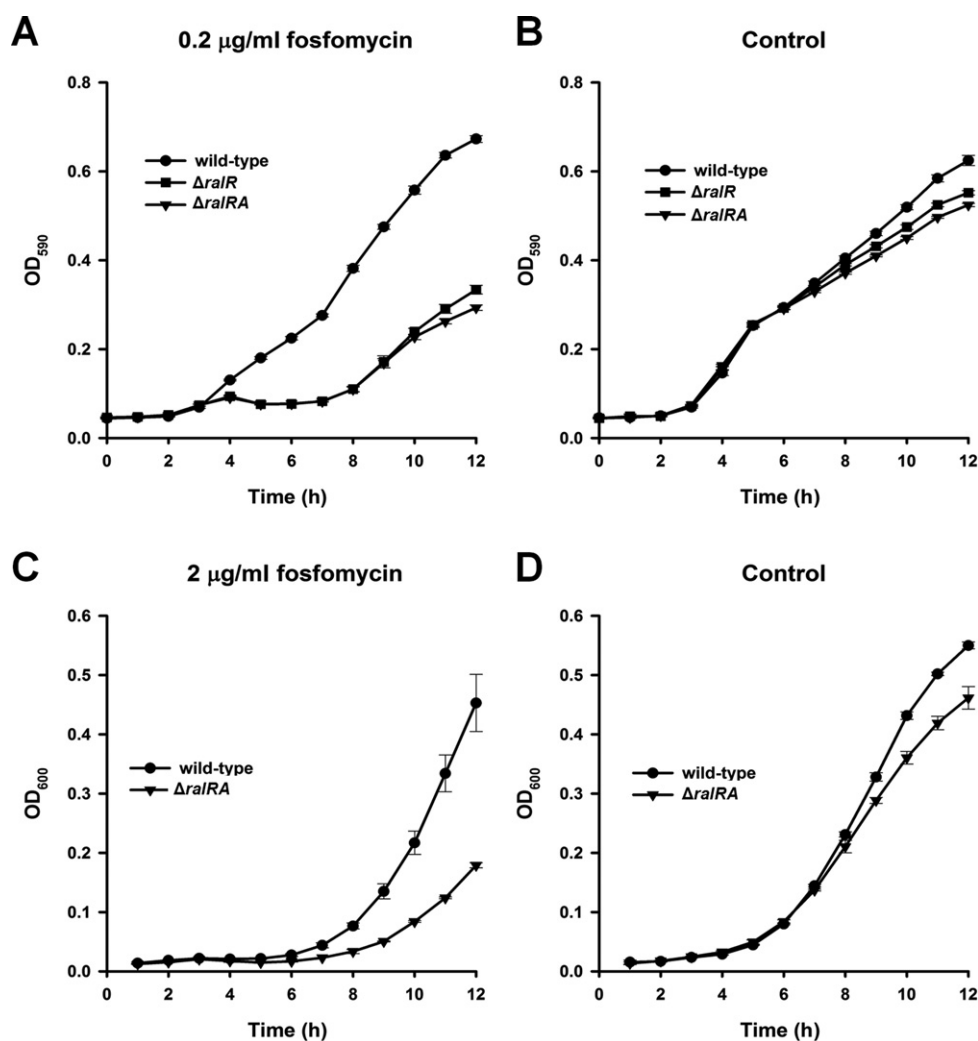 A
0.2 μg/ml fosfomycin
0.8
0.6
0.4
0.2
0.0
OD590
wild-type
ΔralR
ΔralRA
0 2 4 6 8 10 12
Time (h)
B
Control
0.8
0.6
0.4
0.2
0.0
OD590
wild-type
ΔralR
ΔralRA
0 2 4 6 8 10 12
Time (h)
C
2 μg/ml fosfomycin
0.6
0.5
0.4
0.3
0.2
0.1
0.0
OD600
wild-type
ΔralRA
0 2 4 6 8 10 12
Time (h)
D
Control
0.6
0.5
0.4
0.3
0.2
0.1
0.0
OD600
wild-type
ΔralRA
0 2 4 6 8 10 12
Time (h)